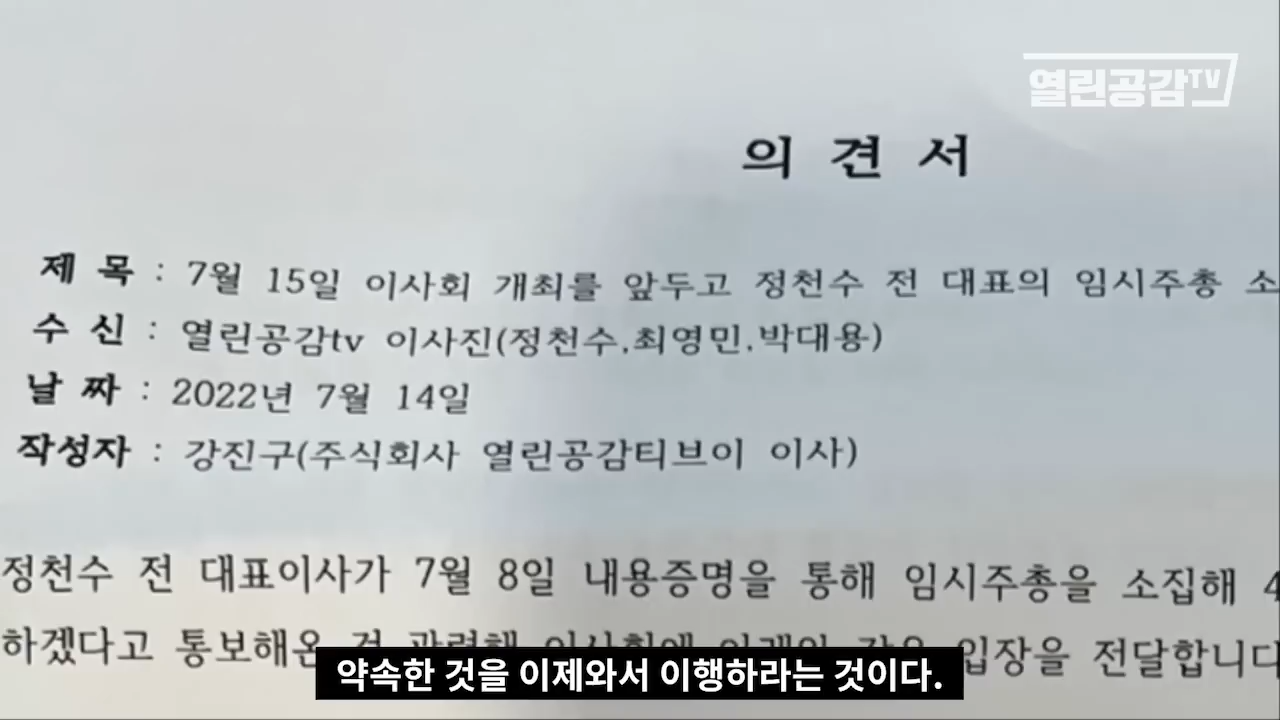 열린공감TV
의 견 서
제 목 : 7월 15일 이사회 개최를 앞두고 정천수 전 대표의 임시주총 소
수 신 : 열린공감tv 이사진(정천수.최영민.박대용)
날 짜 : 2022년 7월 14일
작성자 : 강진구(주식회사 열린공감티브이 이사)
정천수 전 대표이사가 7월 8일 내용증명을 통해 임시주총을 소집해 4
하겠다고 통보해온 입장을 전달합니다
약속한 것을 이제와서 이행하라는 것이다.